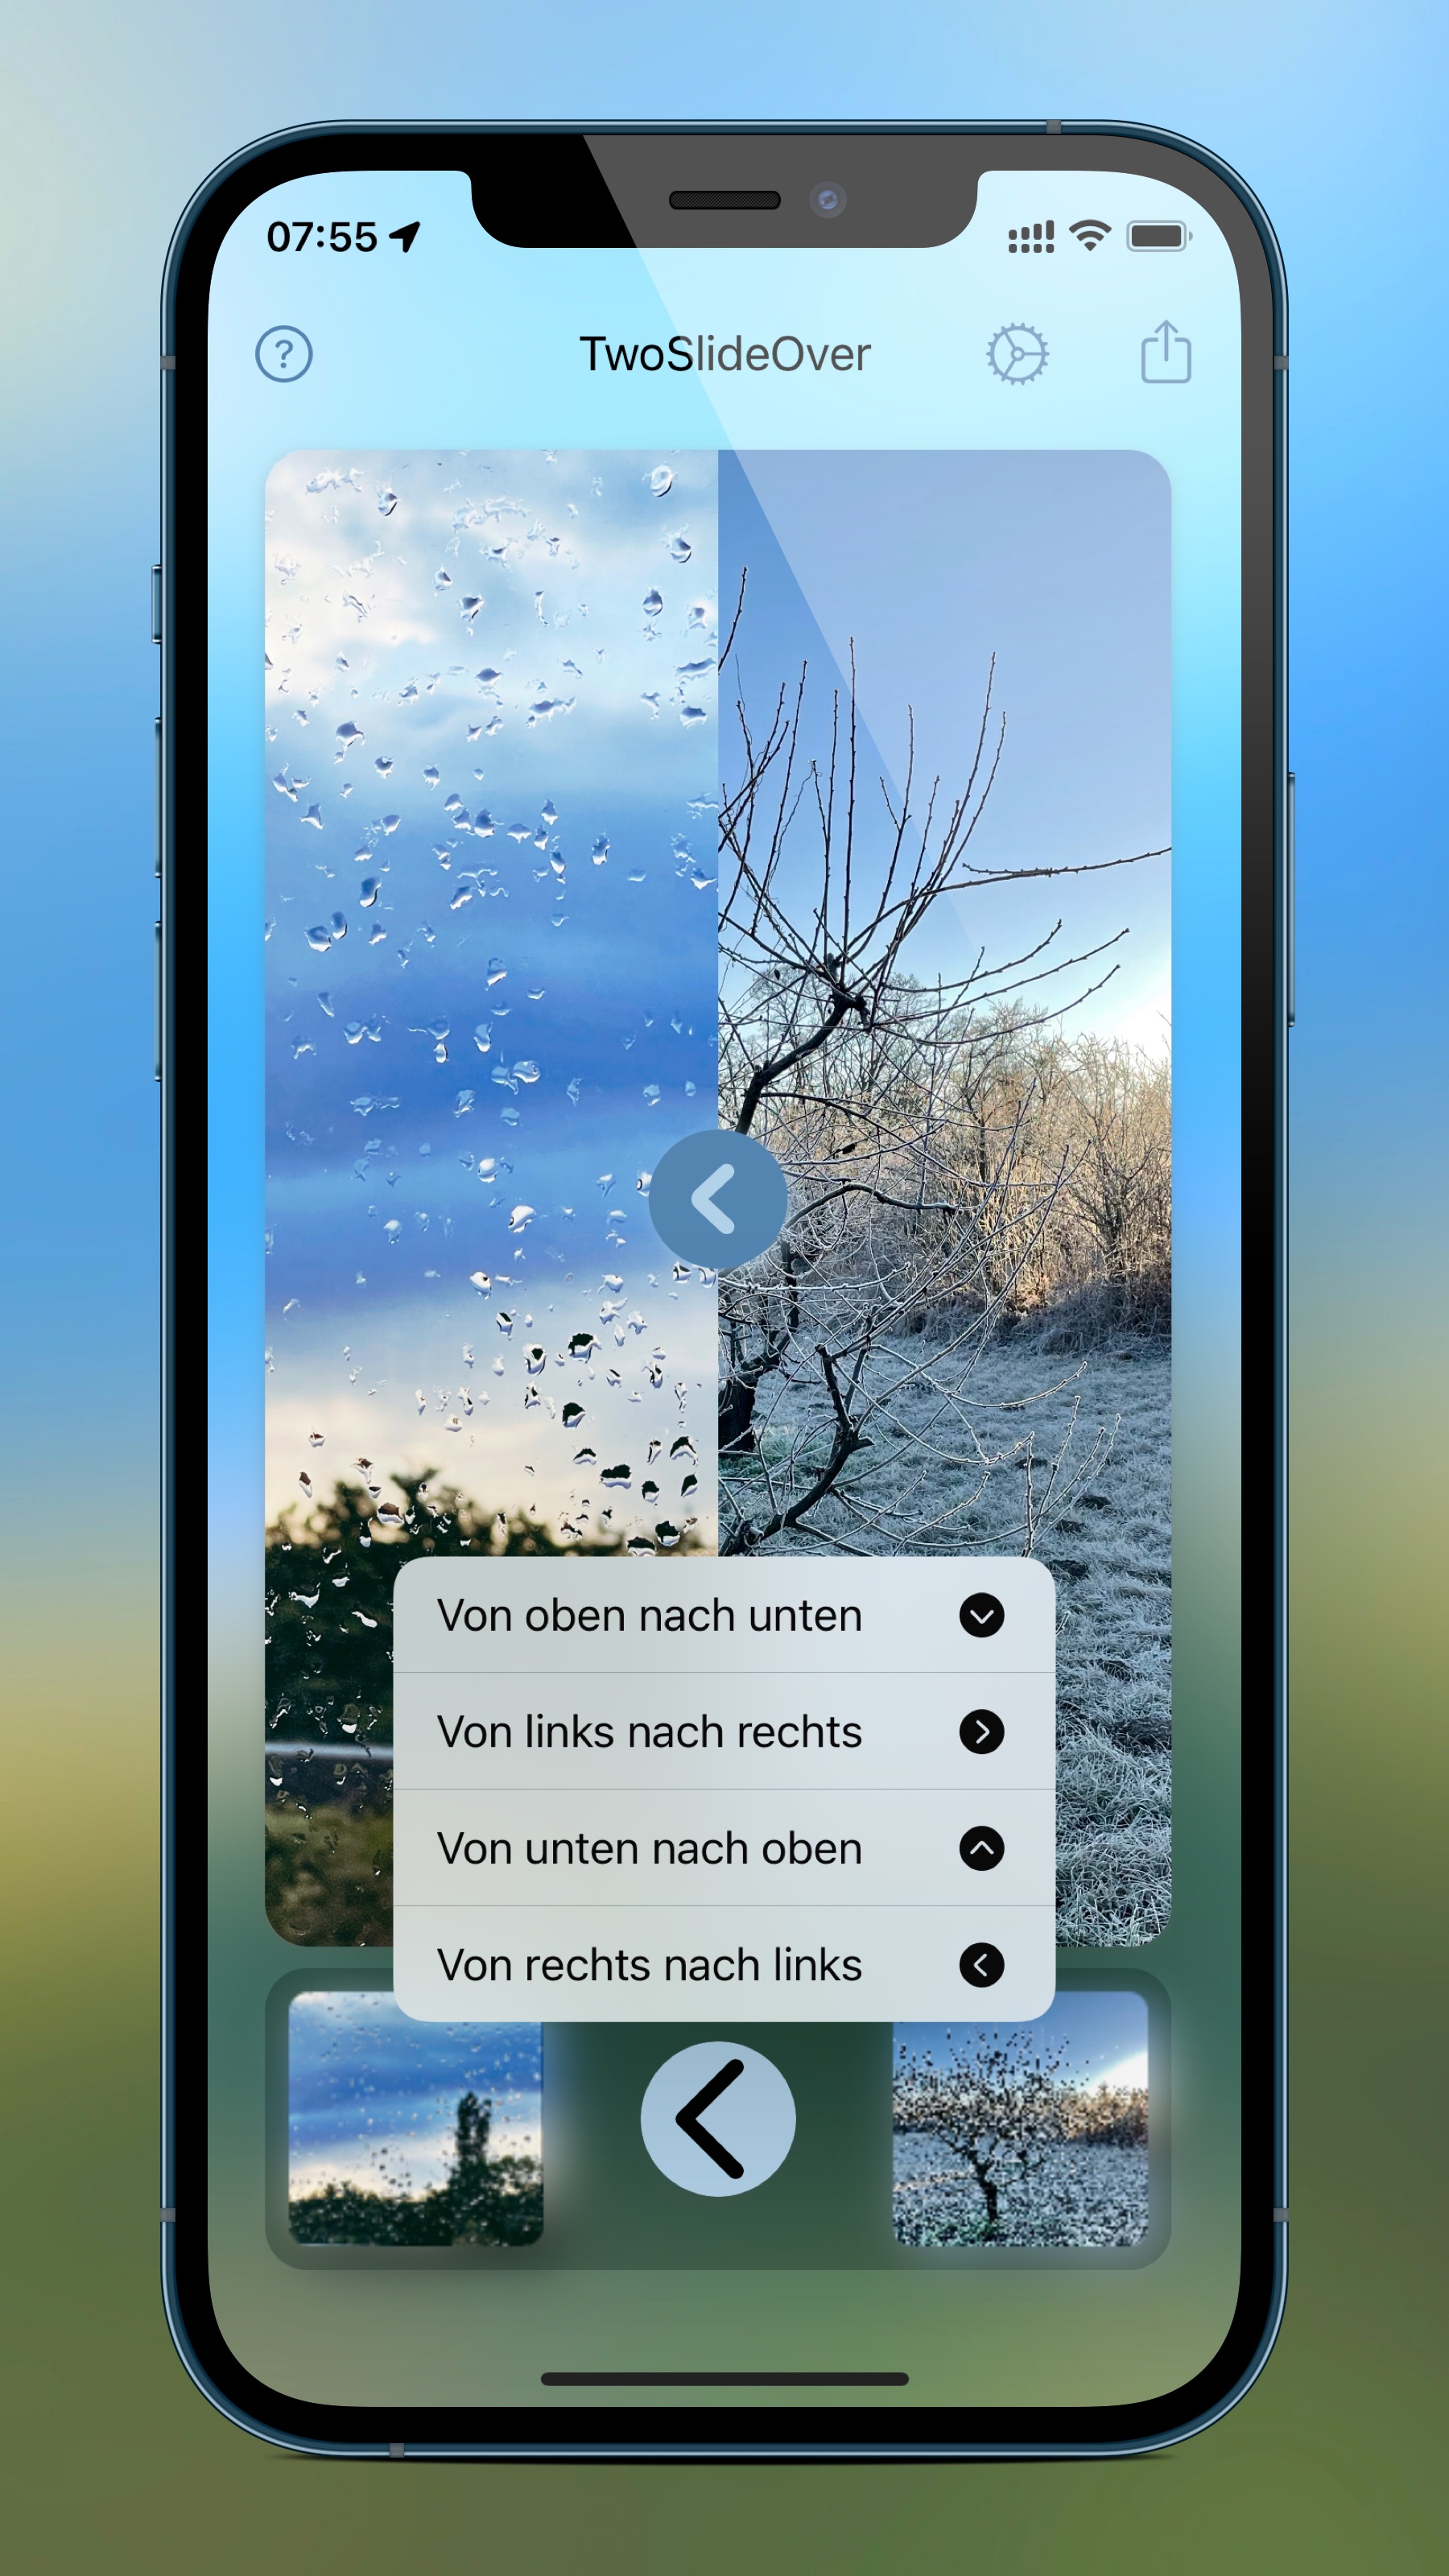 07:55
TwoSlideOver
Von oben nach unten
Von links nach rechts
Von unten nach oben
Von rechts nach links